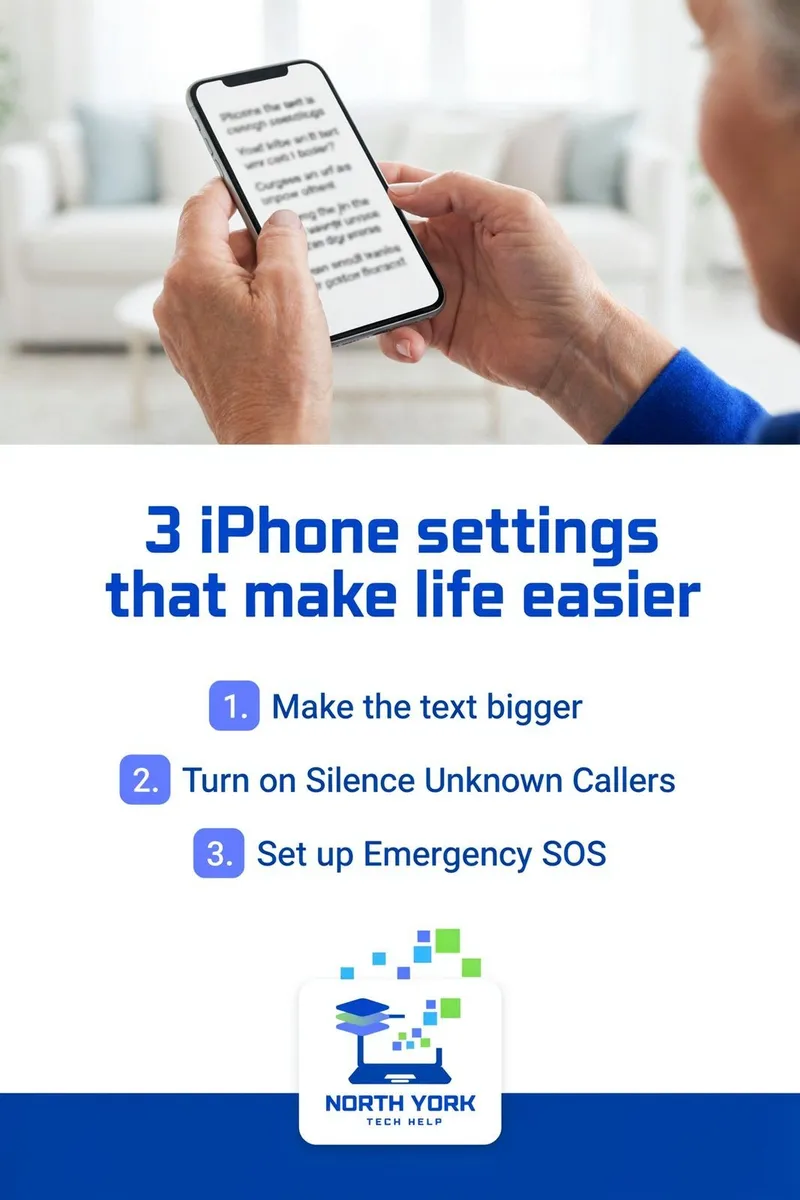 3 iPhone settings
that make life easier
1. Make the text bigger
2. Turn on Silence Unknown Callers
3. Set up Emergency SOS
NORTH YORK
TECH HELP